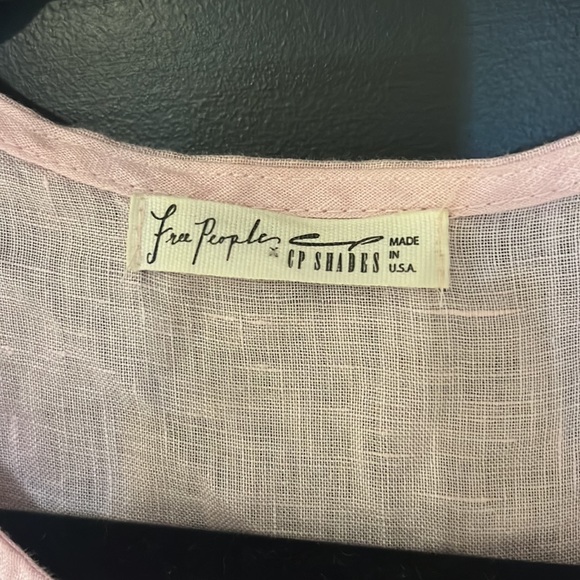 Free People
x
CP SHADES
MADE
IN
U.S.A.